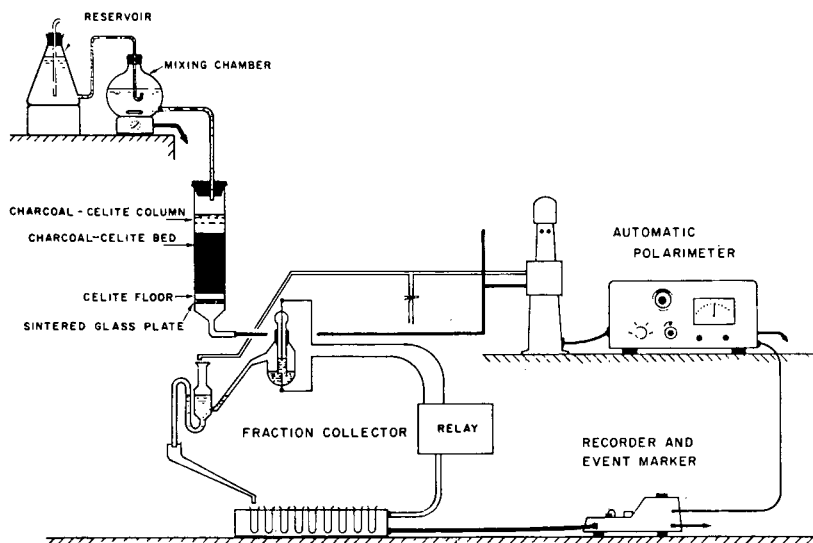 RESERVOIR
MIXING CHAMBER
CHARCOAL-CELITE COLUMN
CHARCOAL-CELITE BED
CELITE FLOOR
SINTERED GLASS PLATE
AUTOMATIC
POLARIMETER
FRACTION COLLECTOR
RELAY
RECORDER AND
EVENT MARKER